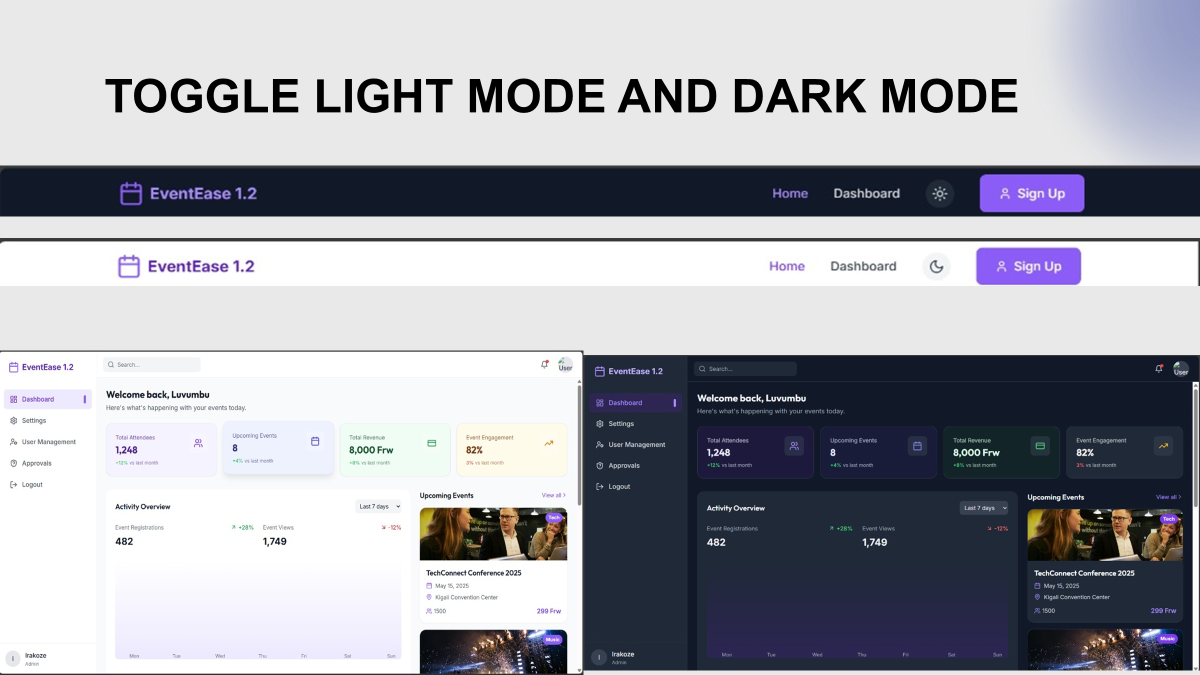 TOGGLE LIGHT MODE AND DARK MODE
EventEase 1.2
Home
Dashboard
Sign Up
EventEase 1.2
Home
Dashboard
Sign Up
EventEase 1.2
Search...
User
Dashboard
Settings
User Management
Approvals
Logout
Welcome back, Luvumbu
Here's what's happening with your events today.
Total Attendees
1,248
+12% vs last month
Upcoming Events
8
+4% vs last month
Total Revenue
8,000 Frw
+8% vs last month
Event Engagement
82%
3% vs last month
Activity Overview
Last 7 days
Event Registrations
+28%
482
Event Views
-12%
1,749
Mon Tue Wed Thu Fri Sat Sun
Upcoming Events
View all
Tech
TechConnect Conference 2025
May 15, 2025
Kigali Convention Center
1500
299 Frw
Music
I
Irakoze
Admin
EventEase 1.2
Search...
User
Dashboard
Settings
User Management
Approvals
Logout
Welcome back, Luvumbu
Here's what's happening with your events today.
Total Attendees
1,248
+12% vs last month
Upcoming Events
8
+4% vs last month
Total Revenue
8,000 Frw
+8% vs last month
Event Engagement
82%
3% vs last month
Activity Overview
Last 7 days
Event Registrations
+28%
482
Event Views
-12%
1,749
Mon Tue Wed Thu Fri Sat Sun
Upcoming Events
View all
Tech
TechConnect Conference 2025
May 15, 2025
Kigali Convention Center
1500
299 Frw
Music
I
Irakoze
Admin